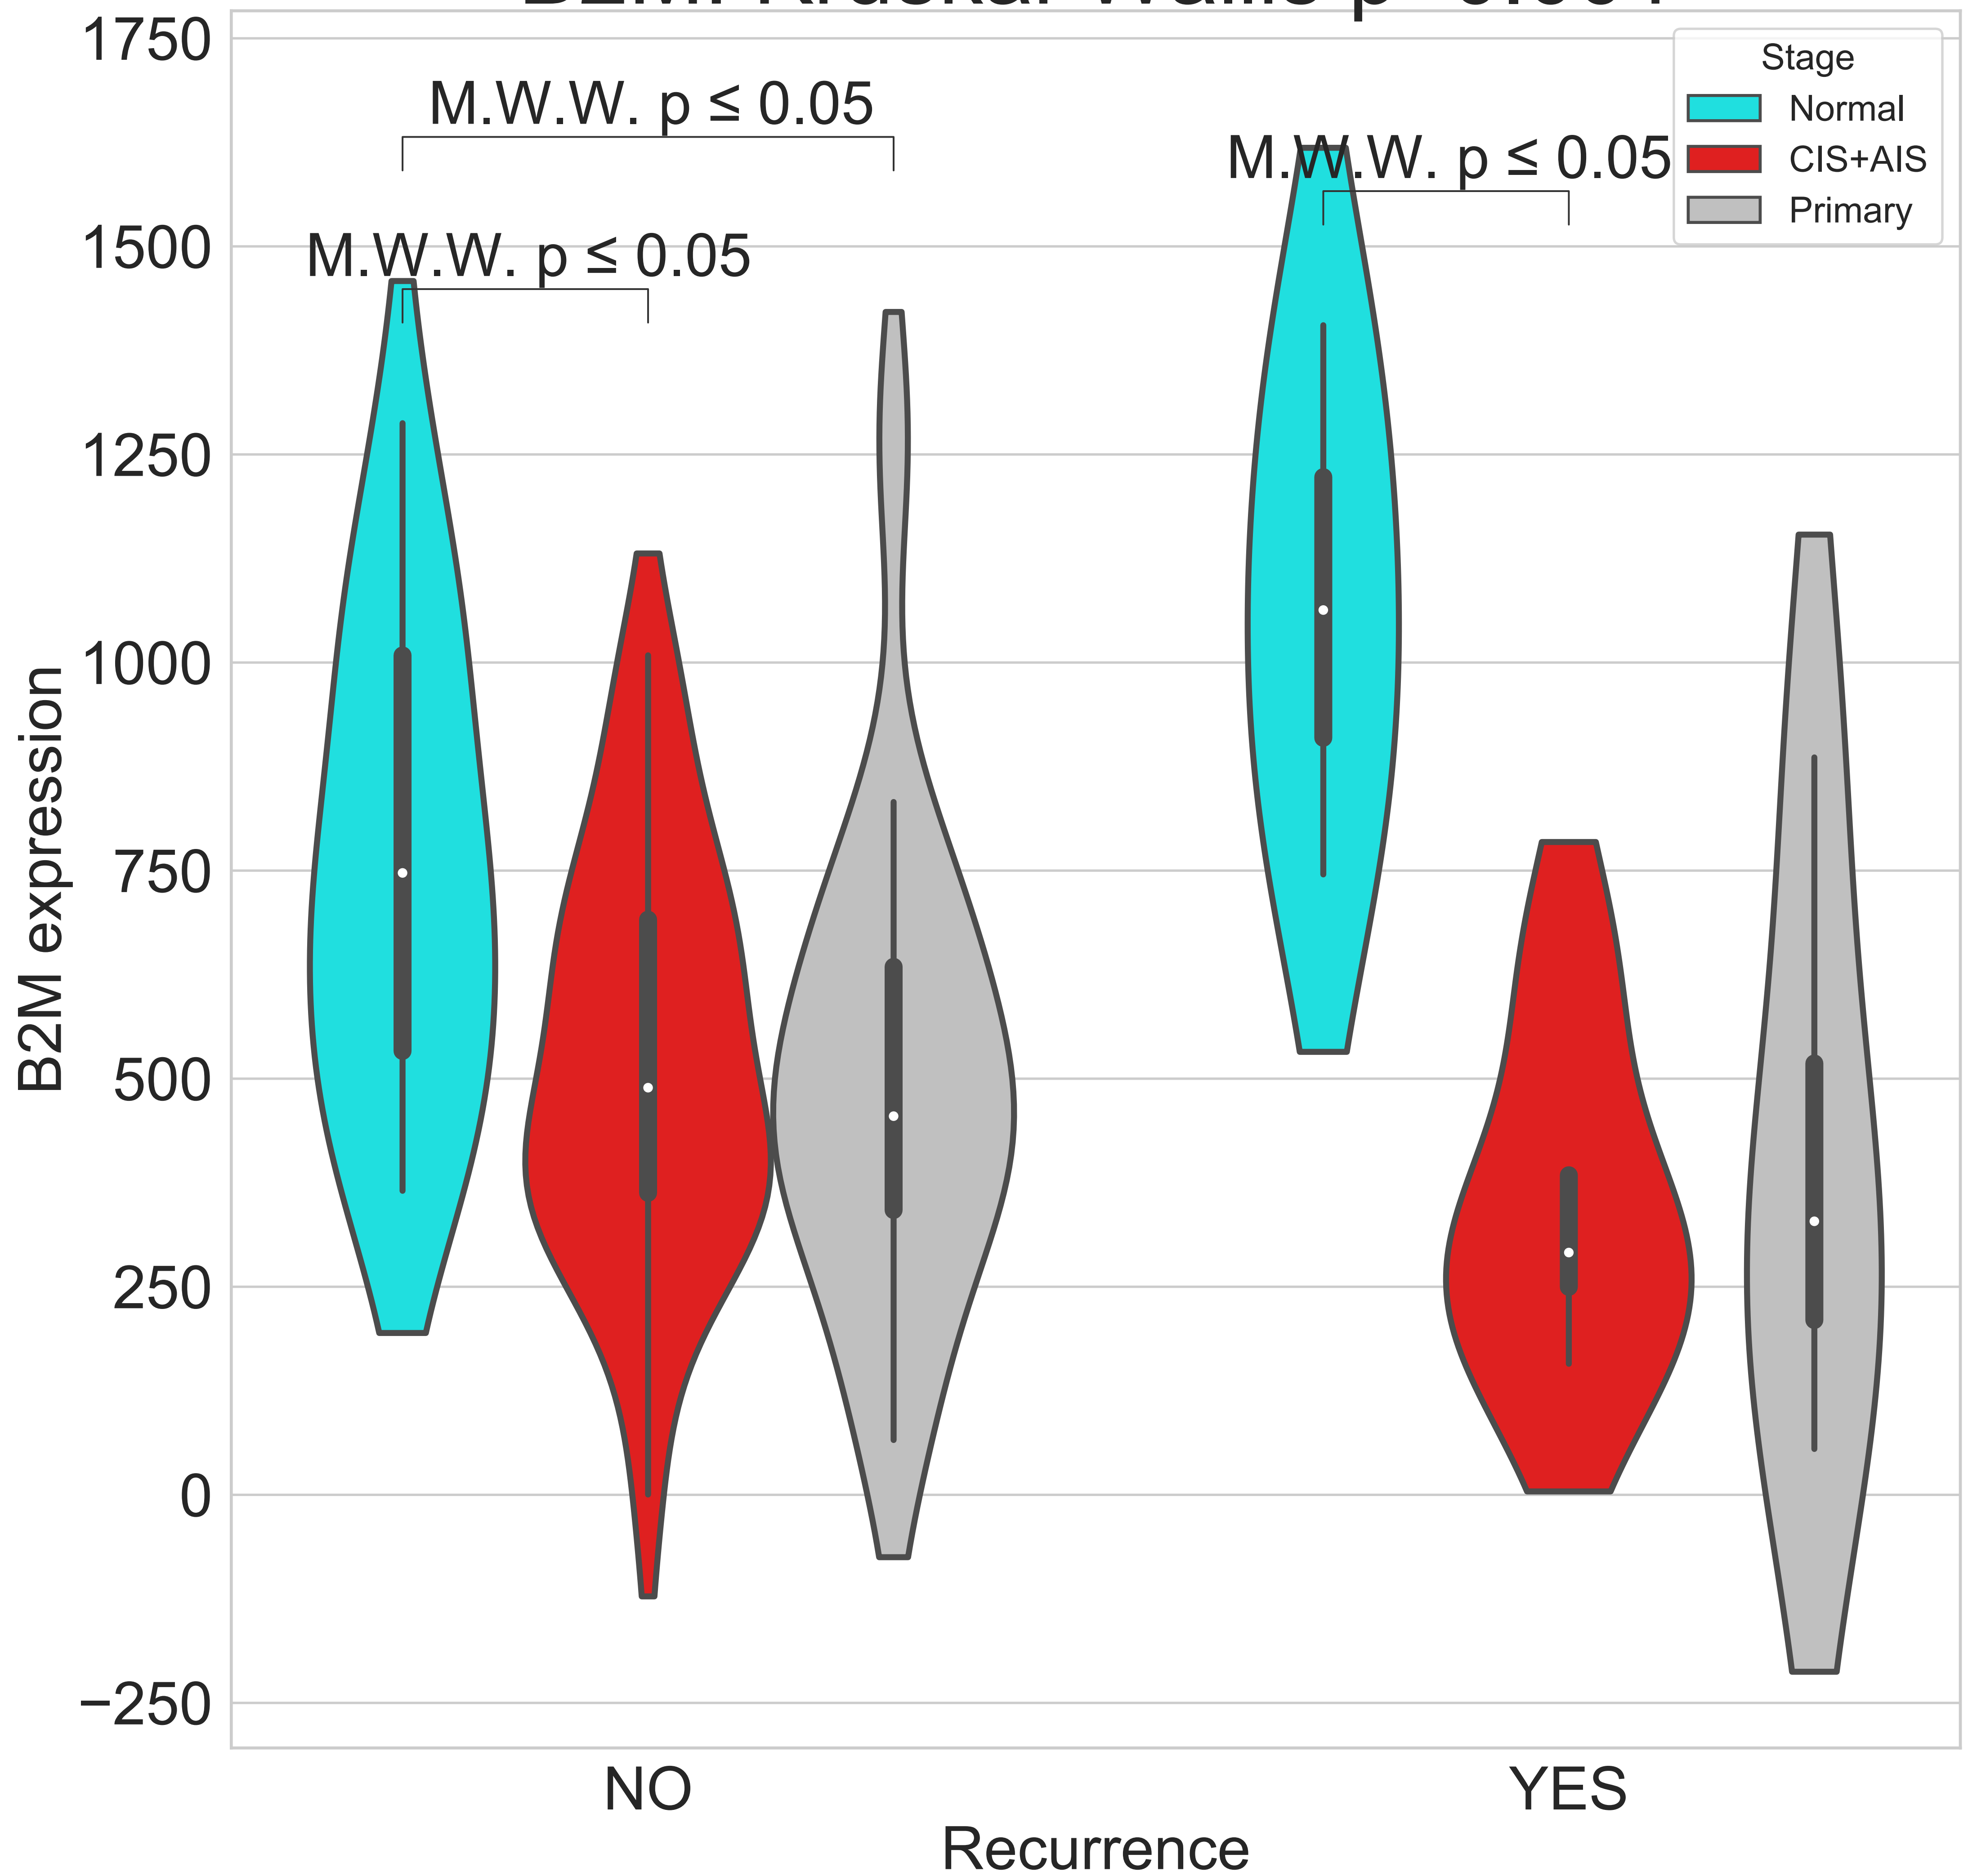 1750
1500
1250
1000
750
500
250
0
−250
B2M expression
M.W.W. p ≤ 0.05
M.W.W. p ≤ 0.05
M.W.W. p ≤ 0.05
Stage
Normal
CIS+AIS
Primary
NO
YES
Recurrence